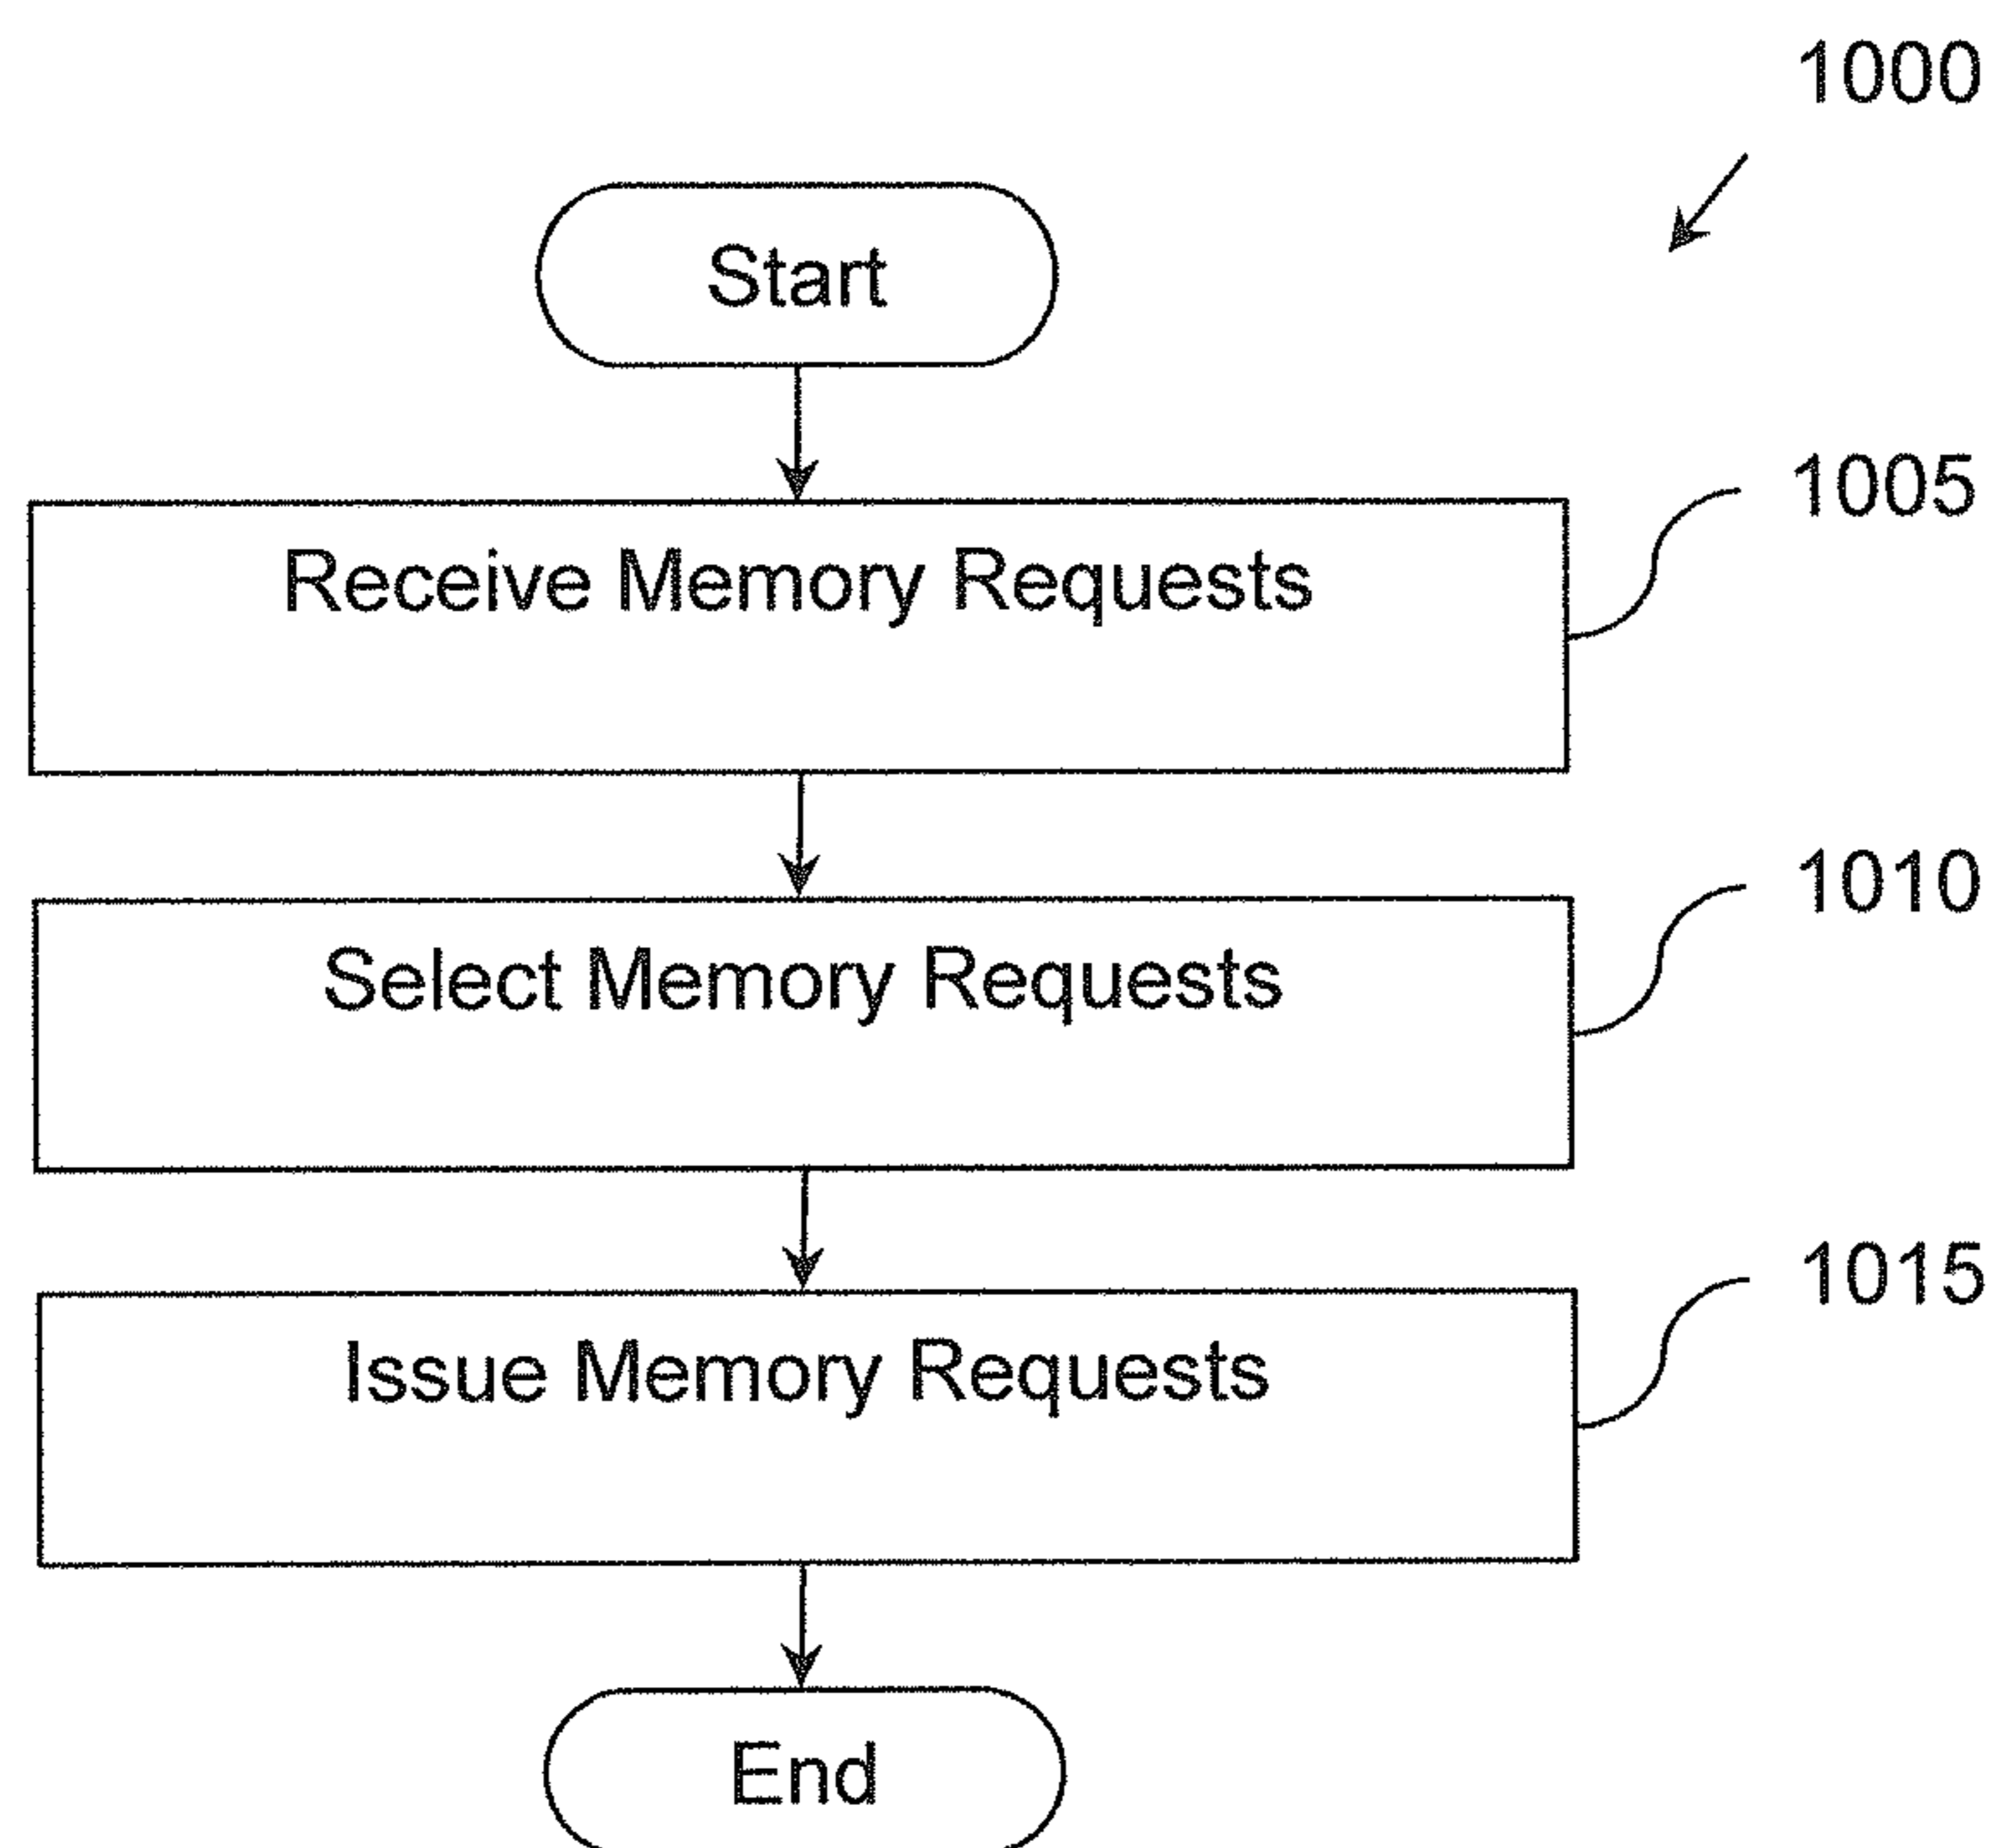 1000
Start
1005
Receive Memory Requests
1010
Select Memory Requests
1015
Issue Memory Requests
End